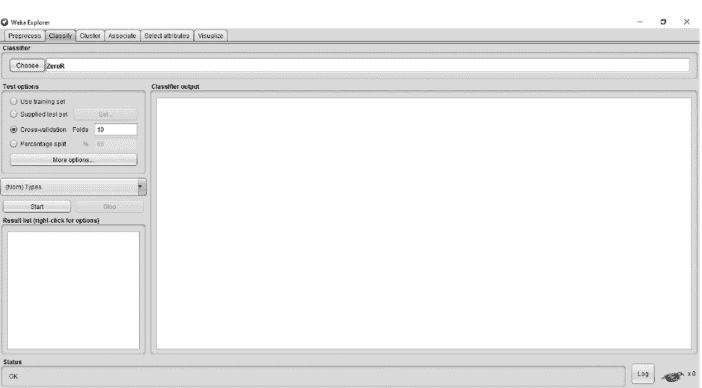 Weka Explorer
Preprocess Classify Cluster Associate Select attributes Visualize
Classifier
Choose ZeroR
Test options
Classifier output
Use training set
Supplied test set Set...
Cross-validation Folds 10
Percentage split % 66
More options...
(Nom) Types
Start Stop
Result list (right-click for options)
Status
OK
Log x 0